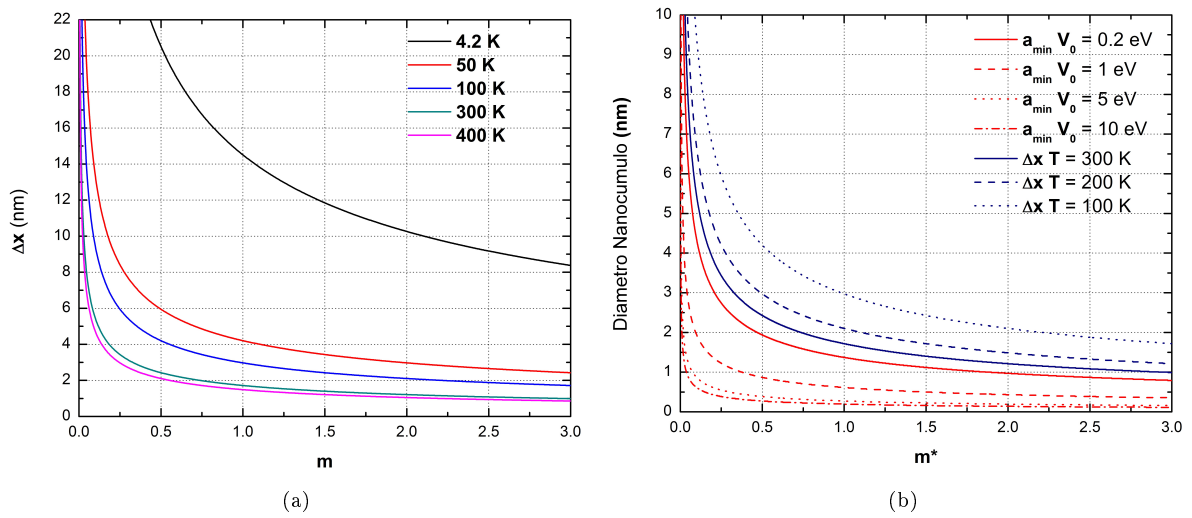 22
20
18
16
14
12
10
8
6
4
2
0
Δx (nm)
0.0 0.5 1.0 1.5 2.0 2.5 3.0
m
4.2 K
50 K
100 K
300 K
400 K
(a)
10
9
8
7
6
5
4
3
2
1
0
Diametro Nanocumulo (nm)
0.0 0.5 1.0 1.5 2.0 2.5 3.0
m*
a_min V_0 = 0.2 eV
a_min V_0 = 1 eV
a_min V_0 = 5 eV
a_min V_0 = 10 eV
Δx T = 300 K
Δx T = 200 K
Δx T = 100 K
(b)